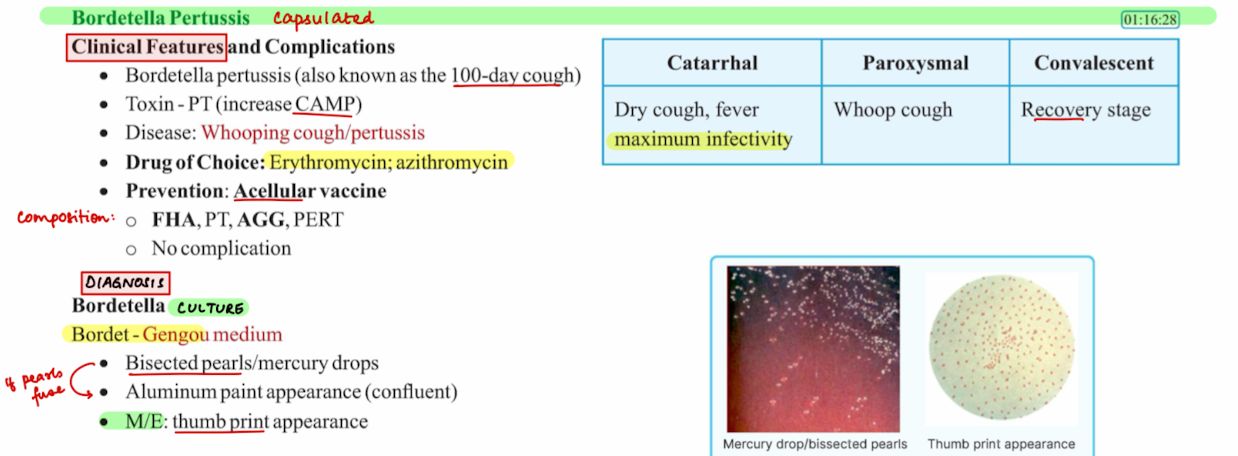 Bordetella Pertussis capsulated 01:16:28
Clinical Features and Complications
• Bordetella pertussis (also known as the 100-day cough)
• Toxin - PT (increase CAMP)
• Disease: Whooping cough/pertussis
• Drug of Choice: Erythromycin; azithromycin
• Prevention: Acellular vaccine
composition: o FHA, PT, AGG, PERT
o No complication
Catarrhal Paroxysmal Convalescent
Dry cough, fever Whoop cough Recovery stage
maximum infectivity
DIAGNOSIS
Bordetella CULTURE
Bordet - Gengou medium
• Bisected pearls/mercury drops
if pearls fuse
• Aluminum paint appearance (confluent)
• M/E: thumb print appearance
Mercury drop/bissected pearls Thumb print appearance